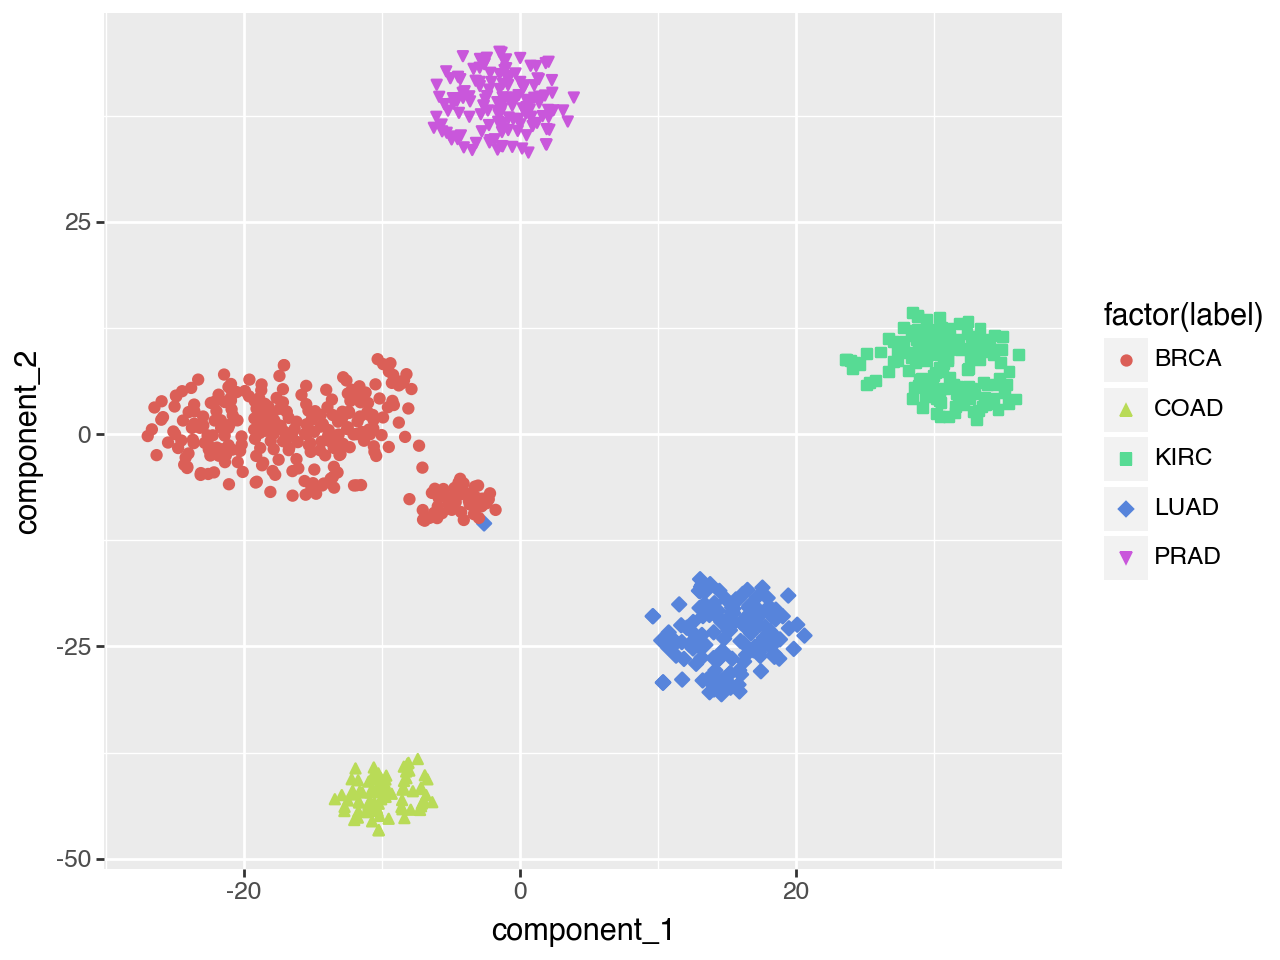 25
0
-25
-50
-20
0
20
component_1
component_2
factor(label)
BRCA
COAD
KIRC
LUAD
PRAD